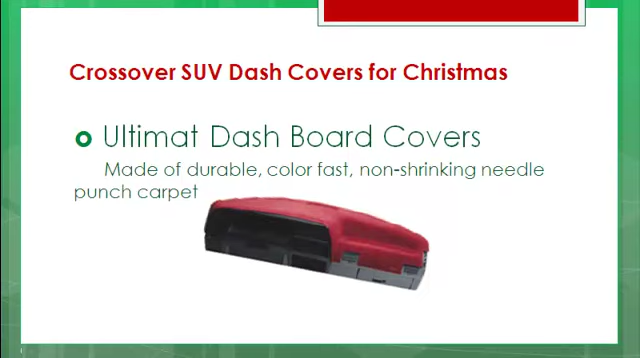 Crossover SUV Dash Covers for Christmas
Ultimat Dash Board Covers
Made of durable, color fast, non-shrinking needle
punch carpet